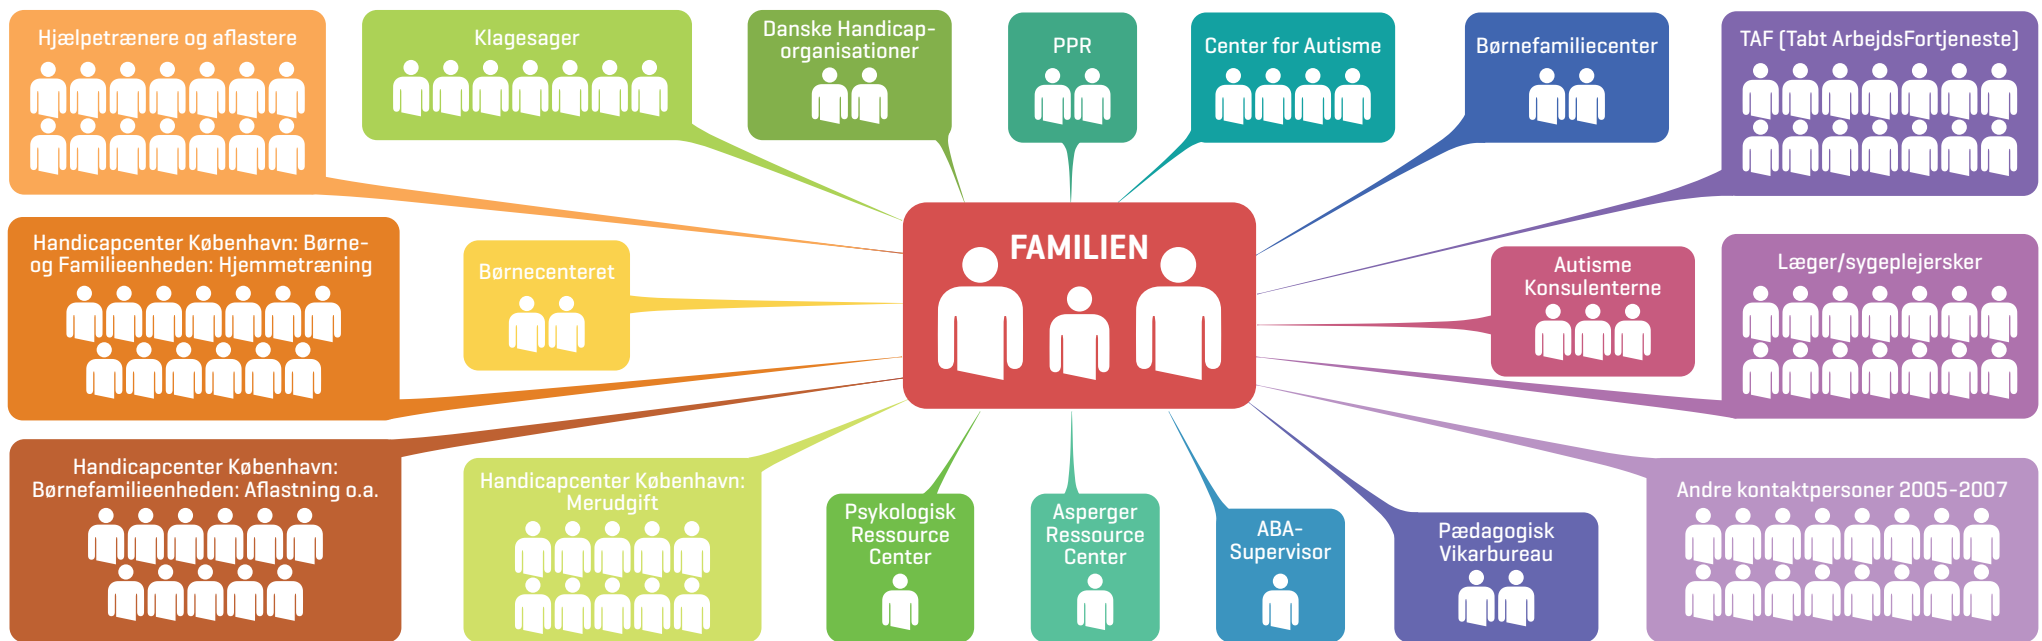 Hjælpetrænere og aflastere
Klagesager
Danske Handicap-
organisationer
PPR
Center for Autisme
Børnefamiliecenter
TAF (Tabt ArbejdsFortjeneste)
Handicapcenter København: Børne-
og Familieenheden: Hjemmetræning
Børnecenteret
FAMILIEN
Autisme
Konsulenterne
Læger/sygeplejersker
Handicapcenter København:
Børnefamilieenheden: Aflastning o.a.
Handicapcenter København:
Merudgift
Psykologisk
Ressource
Center
Asperger
Ressource
Center
ABA-
Supervisor
Pædagogisk
Vikarbureau
Andre kontaktpersoner 2005-2007